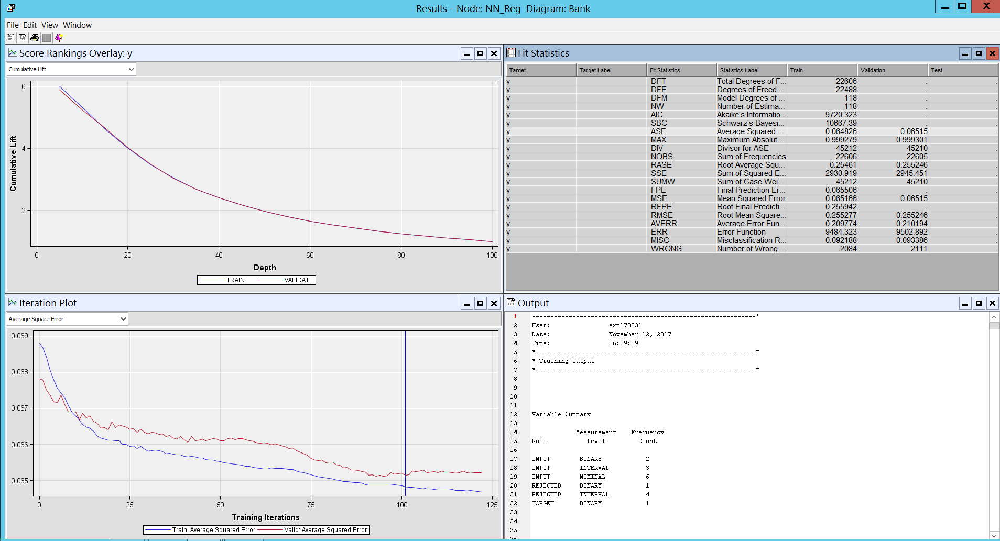 Results - Node: NN_Reg  Diagram: Bank
File Edit View Window
Score Rankings Overlay: y
Cumulative Lift
6
4
2
Cumulative Lift
0 20 40 60 80 100
Depth
TRAIN VALIDATE
Fit Statistics
Target Target Label Fit Statistics Statistics Label Train Validation Test
y DFT Total Degrees of F... 22606 . .
y DFE Degrees of Freed... 22488 . .
y DFM Model Degrees of ... 118 . .
y NW Number of Estima... 118 . .
y AIC Akaike's Informatio... 9720.323 . .
y SBC Schwarz's Bayesi... 10667.39 . .
y ASE Average Squared ... 0.064826 0.06515 .
y MAX Maximum Absolut... 0.999279 0.999301 .
y DIV Divisor for ASE 45212 45210 .
y NOBS Sum of Frequencies 22606 22605 .
y RASE Root Average Squ... 0.25461 0.255246 .
y SSE Sum of Squared E... 2930.919 2945.451 .
y SUMW Sum of Case Wei... 45212 45210 .
y FPE Final Prediction Er... 0.065506 . .
y MSE Mean Squared Error 0.065166 0.06515 .
y RFPE Root Final Predicti... 0.255942 . .
y RMSE Root Mean Square... 0.255277 0.255246 .
y AVERR Average Error Fun... 0.209774 0.210194 .
y ERR Error Function 9484.323 9502.892 .
y MISC Misclassification R... 0.092188 0.093386 .
y WRONG Number of Wrong ... 2084 2111 .
Iteration Plot
Average Square Error
0.069
0.068
0.067
0.066
0.065
0 25 50 75 100 125
Training Iterations
Train: Average Squared Error Valid: Average Squared Error
Output
1 *------------------------------------------------------------*
2 User: axm170031
3 Date: November 12, 2017
4 Time: 16:49:29
5 *------------------------------------------------------------*
6 * Training Output
7 *------------------------------------------------------------*
8
9
10
11
12 Variable Summary
13
14 Measurement Frequency
15 Role Level Count
16
17 INPUT BINARY 2
18 INPUT INTERVAL 3
19 INPUT NOMINAL 6
20 REJECTED BINARY 1
21 REJECTED INTERVAL 4
22 TARGET BINARY 1
23
24
25
26